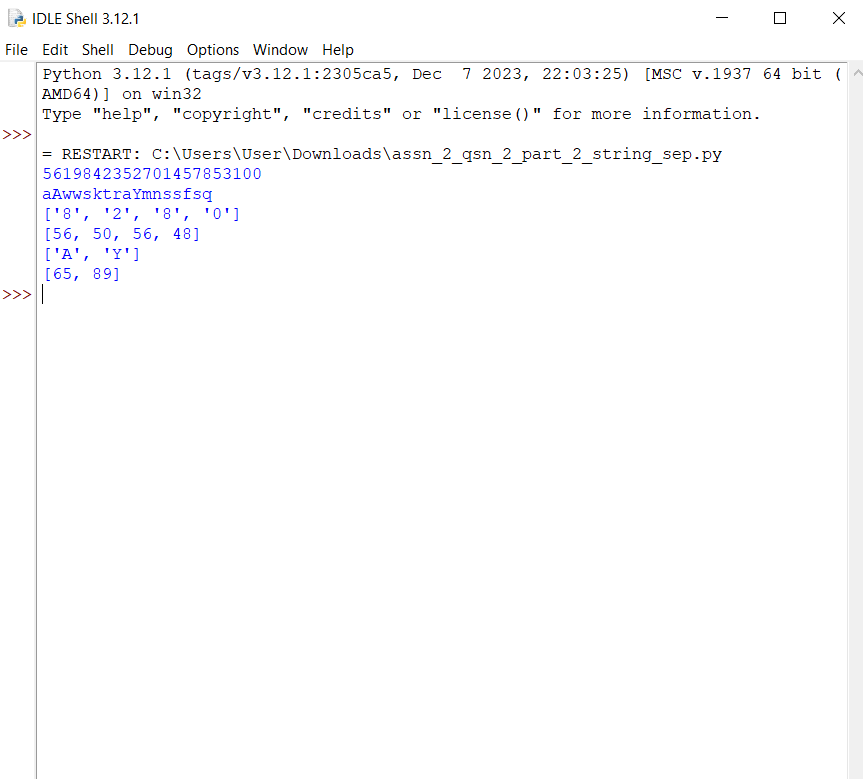 IDLE Shell 3.12.1
File Edit Shell Debug Options Window Help
Python 3.12.1 (tags/v3.12.1:2305ca5, Dec  7 2023, 22:03:25) [MSC v.1937 64 bit (
AMD64)] on win32
Type "help", "copyright", "credits" or "license()" for more information.
>>>
= RESTART: C:\Users\User\Downloads\assn_2_qsn_2_part_2_string_sep.py
5619842352701457853100
aAwwsktraYmnssfsq
['8', '2', '8', '0']
[56, 50, 56, 48]
['A', 'Y']
[65, 89]
>>>